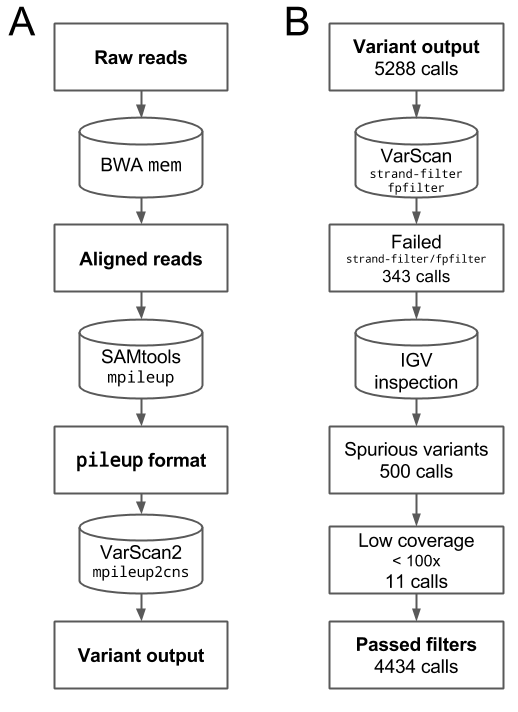 A
Raw reads
BWA mem
Aligned reads
SAMtools
mpileup
pileup format
VarScan2
mpileup2cns
Variant output
B
Variant output
5288 calls
VarScan
strand-filter
fpfilter
Failed
strand-filter/fpfilter
343 calls
IGV
inspection
Spurious variants
500 calls
Low coverage
< 100x
11 calls
Passed filters
4434 calls